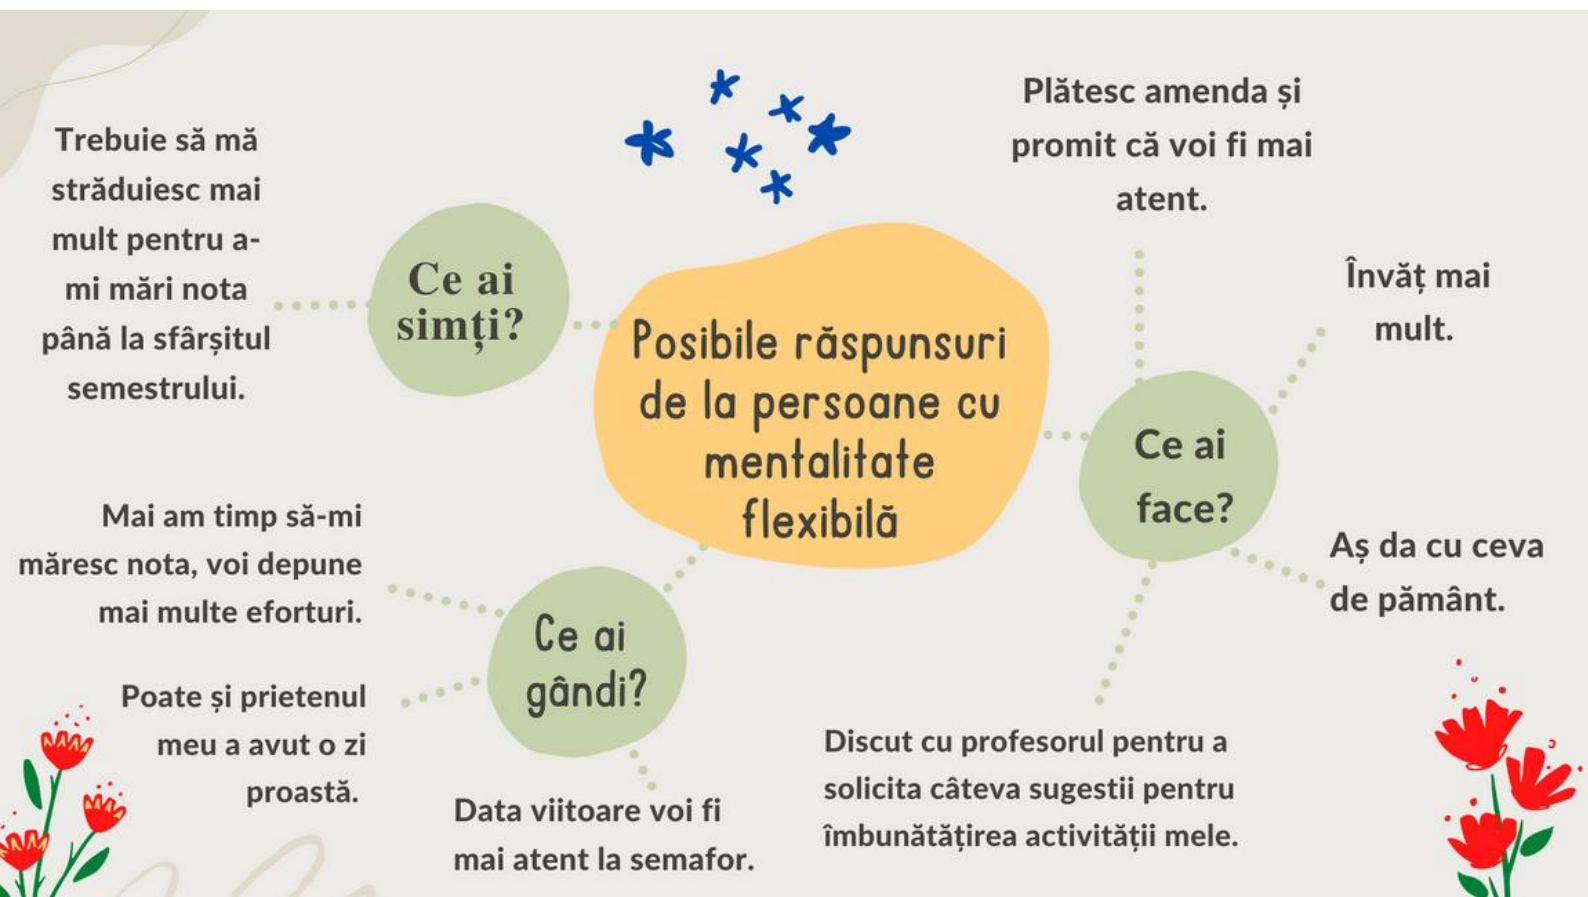 Trebuie să mă
străduiesc mai
mult pentru a-
mi mări nota
până la sfârșitul
semestrului.
Ce ai
simți?
Posibile răspunsuri
de la persoane cu
mentalitate
flexibilă
Plătesc amenda și
promit că voi fi mai
atent.
Învăț mai
mult.
Ce ai
face?
Aș da cu ceva
de pământ.
Discut cu profesorul pentru a
solicita câteva sugestii pentru
îmbunătățirea activității mele.
Mai am timp să-mi
măresc nota, voi depune
mai multe eforturi.
Ce ai
gândi?
Poate și prietenul
meu a avut o zi
proastă.
Data viitoare voi fi
mai atent la semafor.